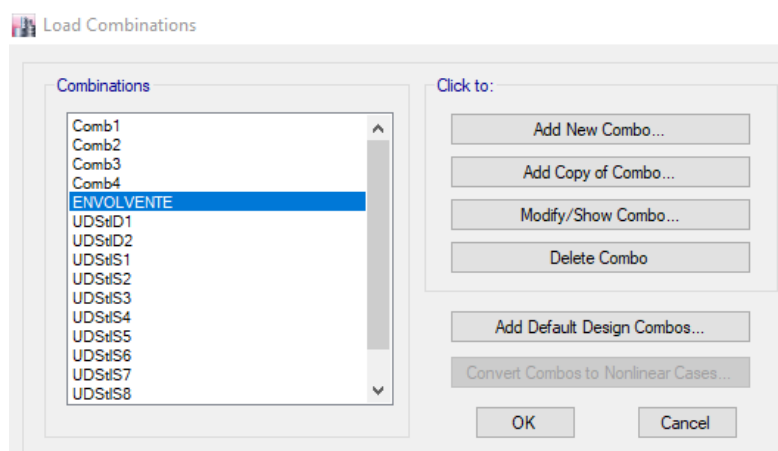 Load Combinations
Combinations
Comb1
Comb2
Comb3
Comb4
ENVOLVENTE
UDStlD1
UDStlD2
UDStlS1
UDStlS2
UDStlS3
UDStlS4
UDStlS5
UDStlS6
UDStlS7
UDStlS8
Click to:
Add New Combo...
Add Copy of Combo...
Modify/Show Combo...
Delete Combo
Add Default Design Combos...
Convert Combos to Nonlinear Cases...
OK
Cancel